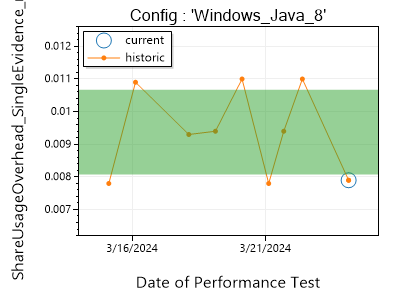 Config : 'Windows_Java_8'
current
historic
0.012
0.011
0.01
0.009
0.008
0.007
3/16/2024
3/21/2024
Date of Performance Test
ShareUsageOverhead_SingleEvidence_